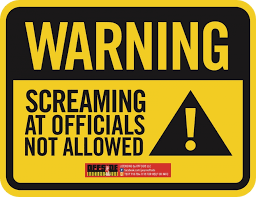 WARNING
SCREAMING
AT OFFICIALS
NOT ALLOWED
!